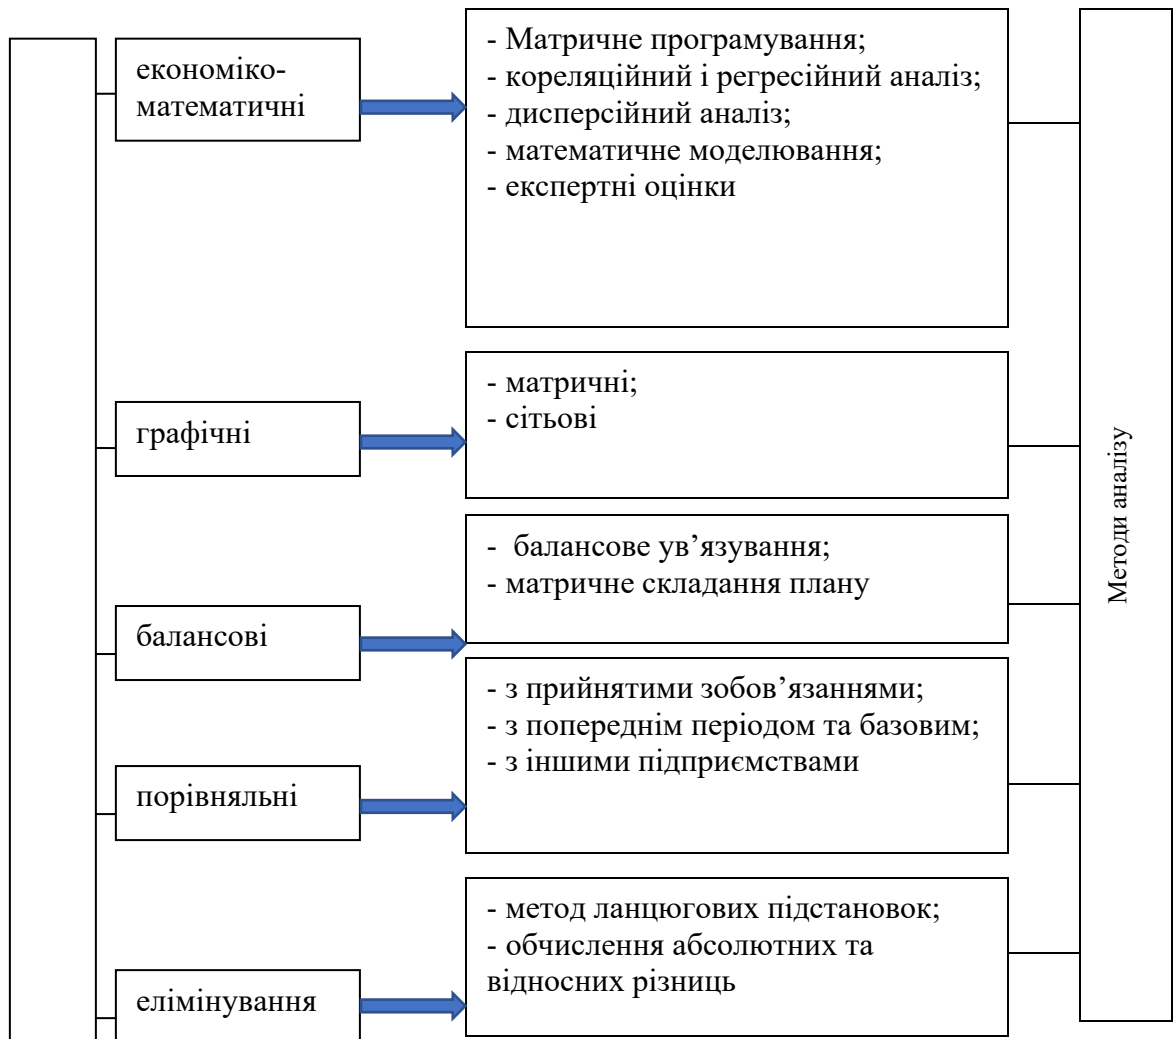 економіко-
математичні
- Матричне програмування;
- кореляційний і регресійний аналіз;
- дисперсійний аналіз;
- математичне моделювання;
- експертні оцінки
графічні
- матричні;
- сітьові
балансові
- балансове ув’язування;
- матричне складання плану
порівняльні
- з прийнятими зобов’язаннями;
- з попереднім періодом та базовим;
- з іншими підприємствами
елімінування
- метод ланцюгових підстановок;
- обчислення абсолютних та
відносних різниць
Методи аналізу